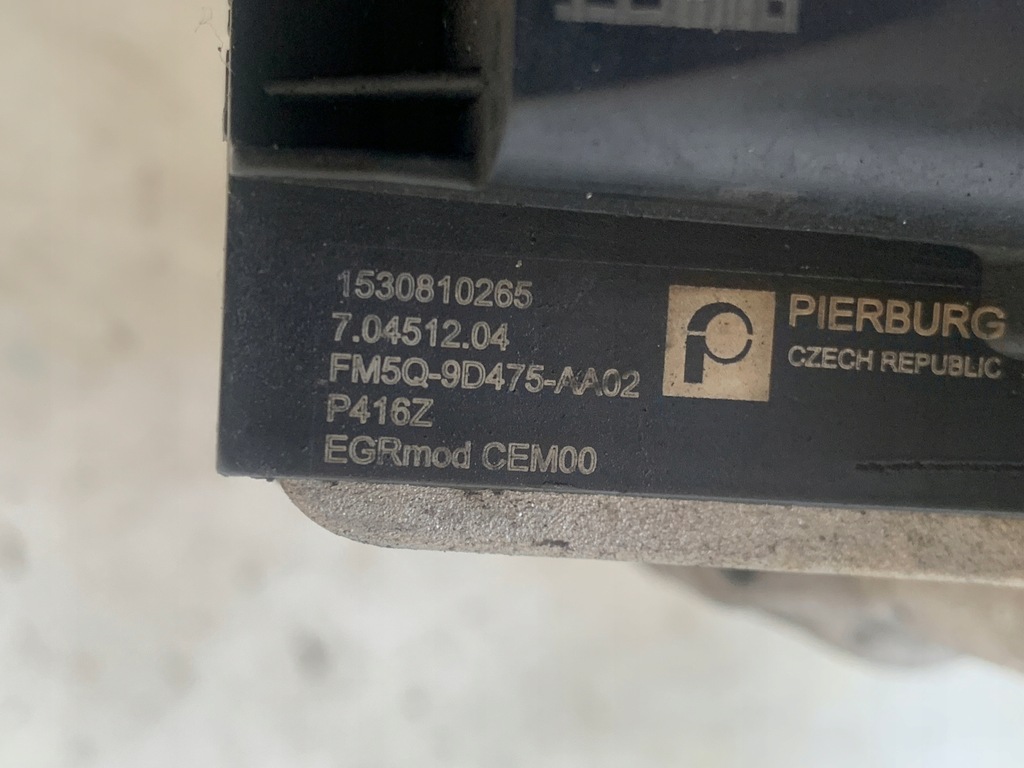 1530810265
7.04512.04
FM5Q-9D475-AA02
P416Z
EGRmod CEM00
PIERBURG
CZECH REPUBLIC